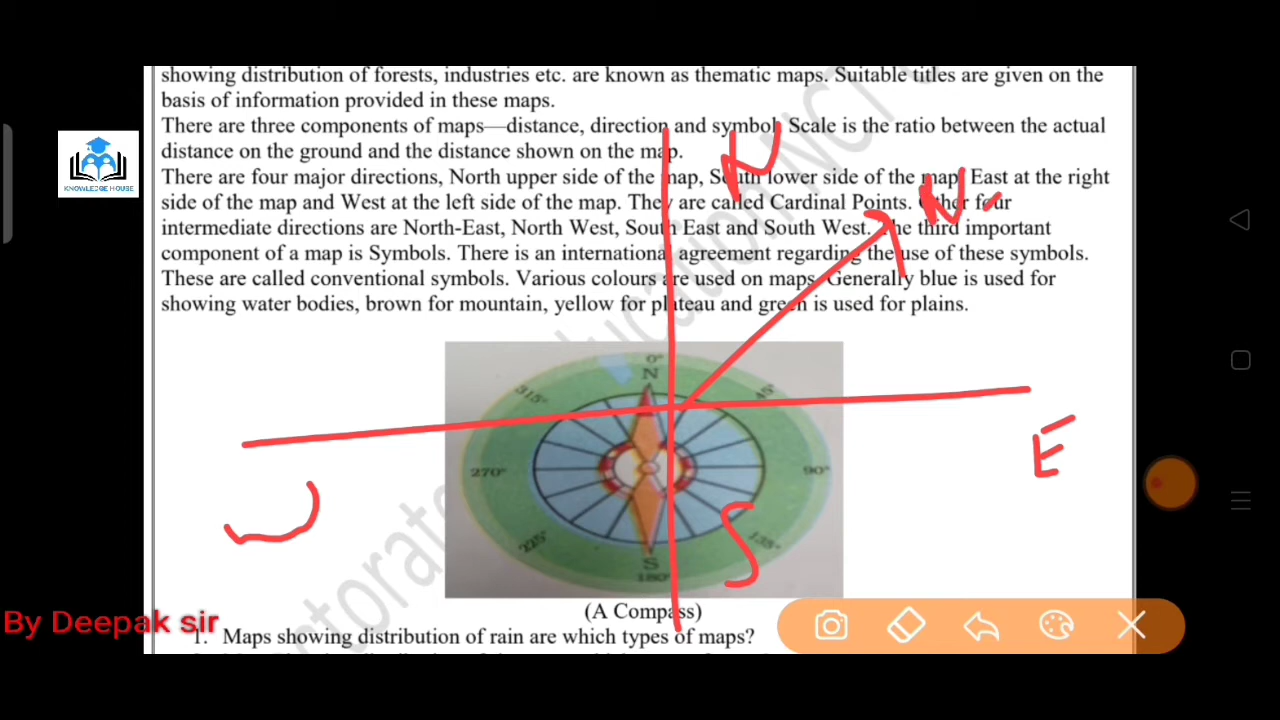 showing distribution of forests, industries etc. are known as thematic maps. Suitable titles are given on the
basis of information provided in these maps.
There are three components of maps—distance, direction and symbol. Scale is the ratio between the actual
distance on the ground and the distance shown on the map.
There are four major directions, North upper side of the map, South lower side of the map, East at the right
side of the map and West at the left side of the map. They are called Cardinal Points. Other four
intermediate directions are North-East, North West, South East and South West. The third important
component of a map is Symbols. There is an international agreement regarding the use of these symbols.
These are called conventional symbols. Various colours are used on maps. Generally blue is used for
showing water bodies, brown for mountain, yellow for plateau and green is used for plains.
KNOWLEDGE HOUSE
N
N-
E
S
0°
N
315°
45°
270°
90°
225°
135°
S
180°
(A Compass)
By Deepak sir
1. Maps showing distribution of rain are which types of maps?